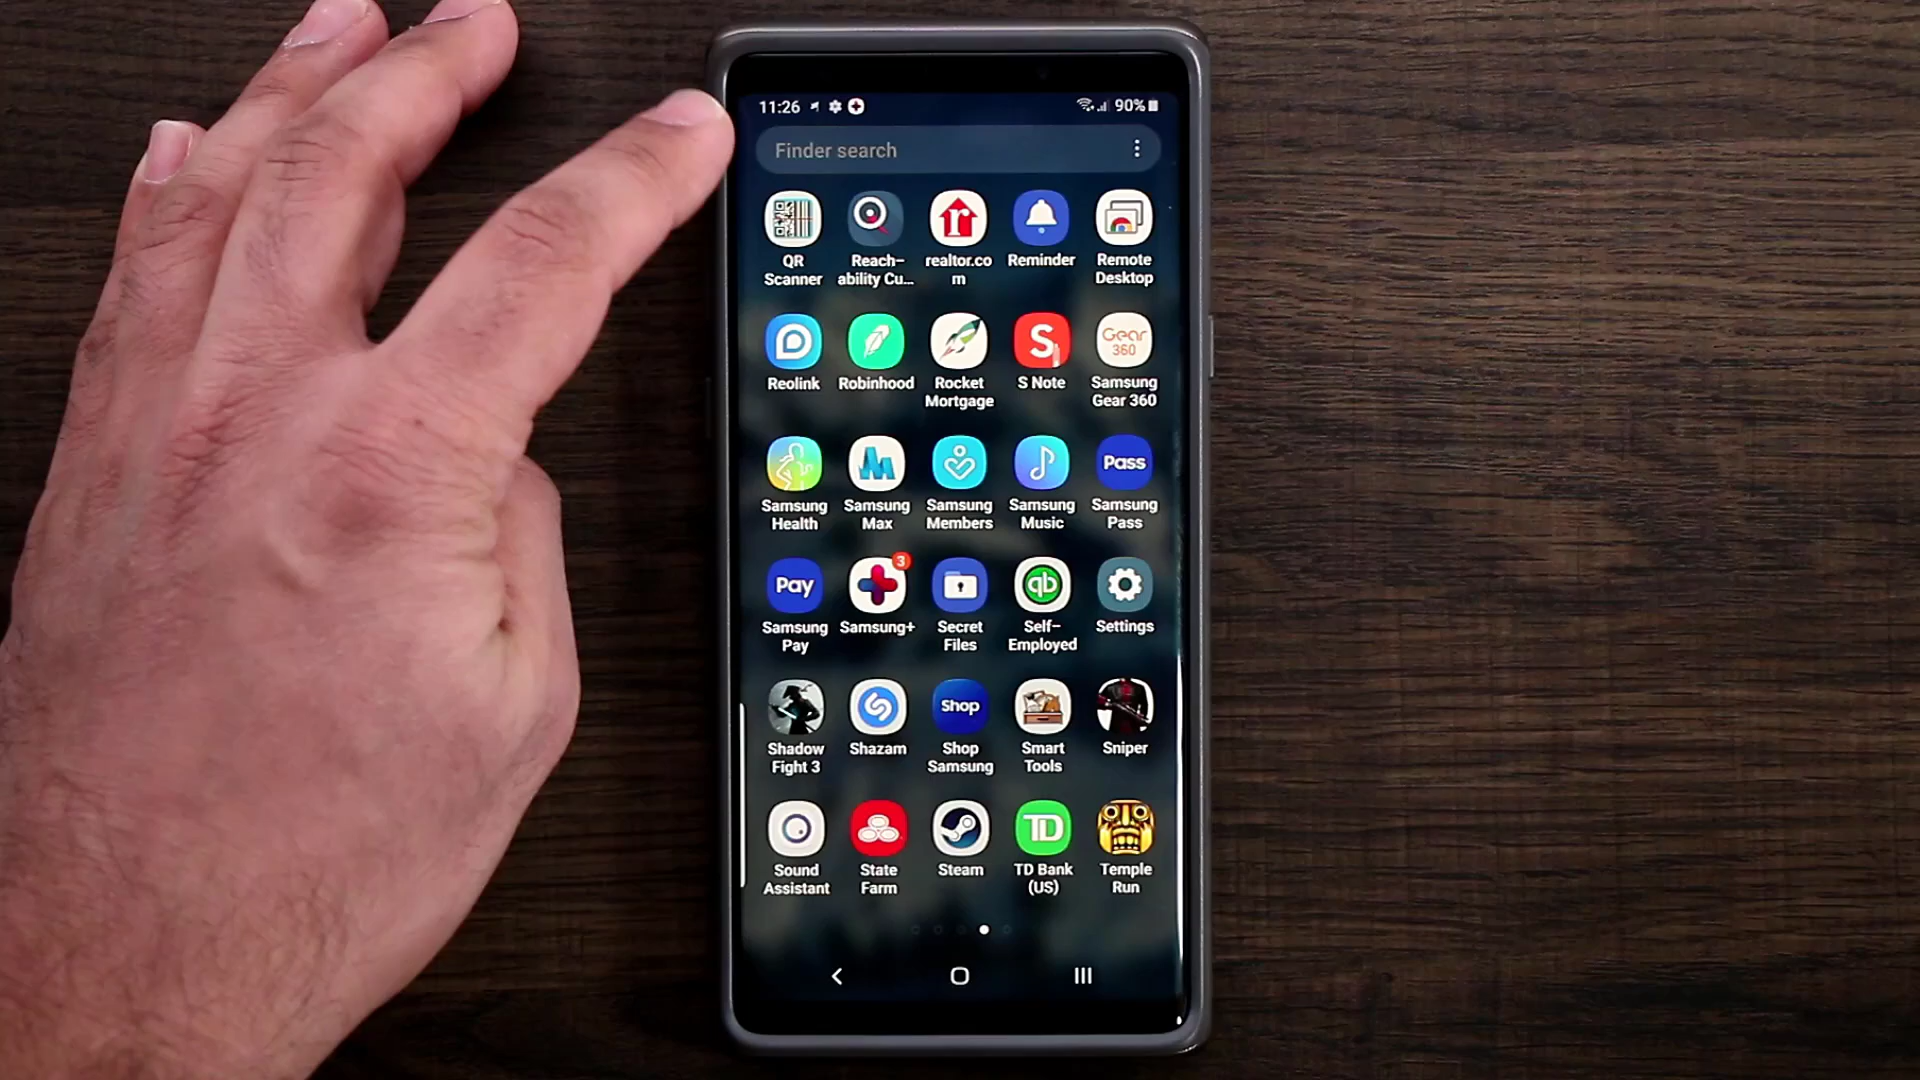 11:26
90%
Finder search
QR
Scanner
Reach-
ability Cu...
realtor.co
m
Reminder
Remote
Desktop
Reolink
Robinhood
Rocket
Mortgage
S
S Note
Gear
360
Samsung
Gear 360
Samsung
Health
Samsung
Max
Samsung
Members
Samsung
Music
Pass
Samsung
Pass
Pay
Samsung
Pay
3
Samsung+
Secret
Files
qb
Self-
Employed
Settings
Shadow
Fight 3
Shazam
Shop
Shop
Samsung
Smart
Tools
Sniper
Sound
Assistant
State
Farm
Steam
TD
TD Bank
(US)
Temple
Run